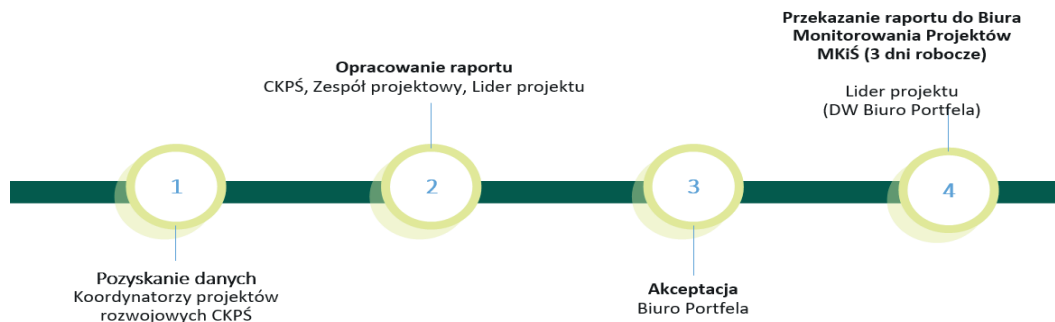 1
Pozyskanie danych
Koordynatorzy projektów
rozwojowych CKPŚ
Opracowanie raportu
CKPŚ, Zespół projektowy, Lider projektu
2
3
Akceptacja
Biuro Portfela
Przekazanie raportu do Biura
Monitorowania Projektów
MKiŚ (3 dni robocze)
Lider projektu
(DW Biuro Portfela)
4